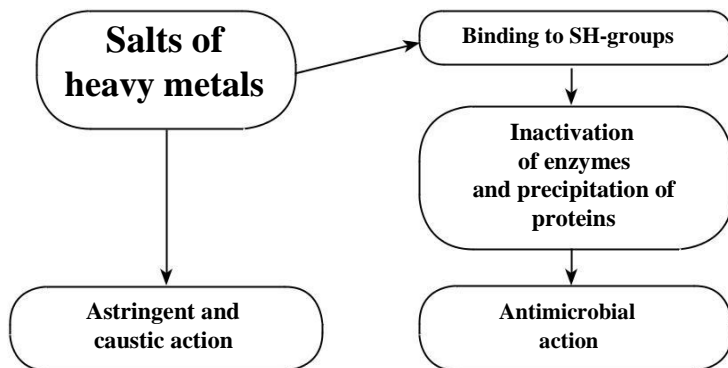 Salts of
heavy metals
Binding to SH-groups
Inactivation
of enzymes
and precipitation of
proteins
Astringent and
caustic action
Antimicrobial
action